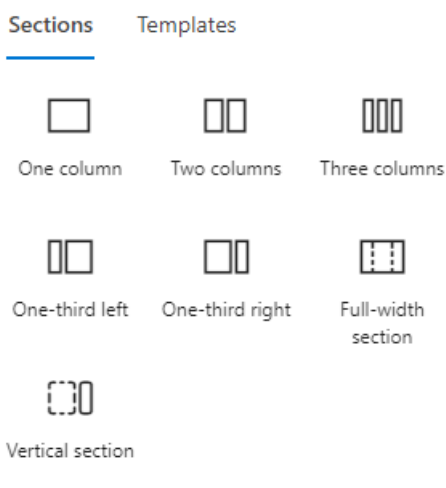 Sections Templates
One column Two columns Three columns
One-third left One-third right Full-width
section
Vertical section